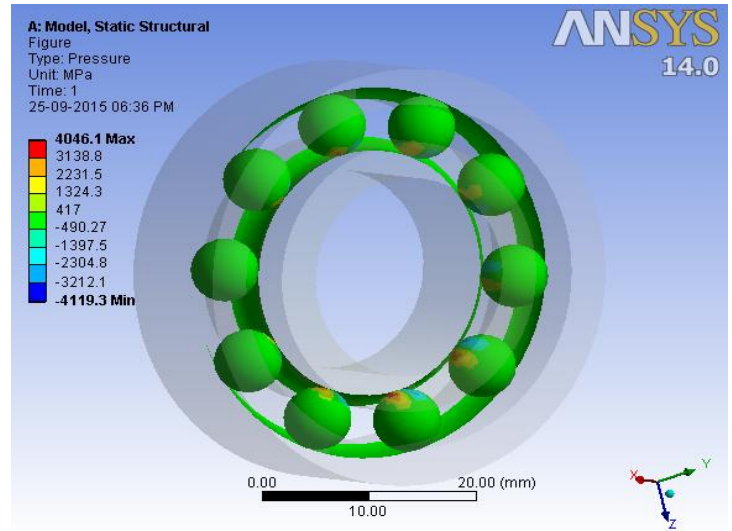 A: Model, Static Structural
Figure
Type: Pressure
Unit: MPa
Time: 1
25-09-2015 06:36 PM
4046.1 Max
3138.8
2231.5
1324.3
417
-490.27
-1397.5
-2304.8
-3212.1
-4119.3 Min
ANSYS
14.0
0.00 20.00 (mm)
10.00
X
Y
Z